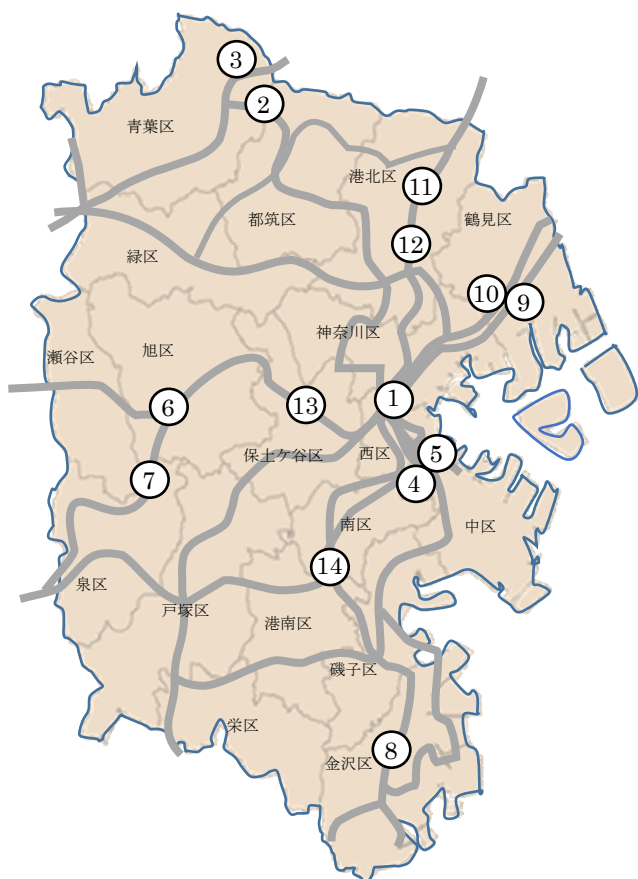 3
2
青葉区
港北区
11
都筑区
鶴見区
12
緑区
10
9
神奈川区
瀬谷区
旭区
6
13
1
保土ケ谷区
西区
5
7
4
南区
中区
14
泉区
戸塚区
港南区
磯子区
栄区
8
金沢区